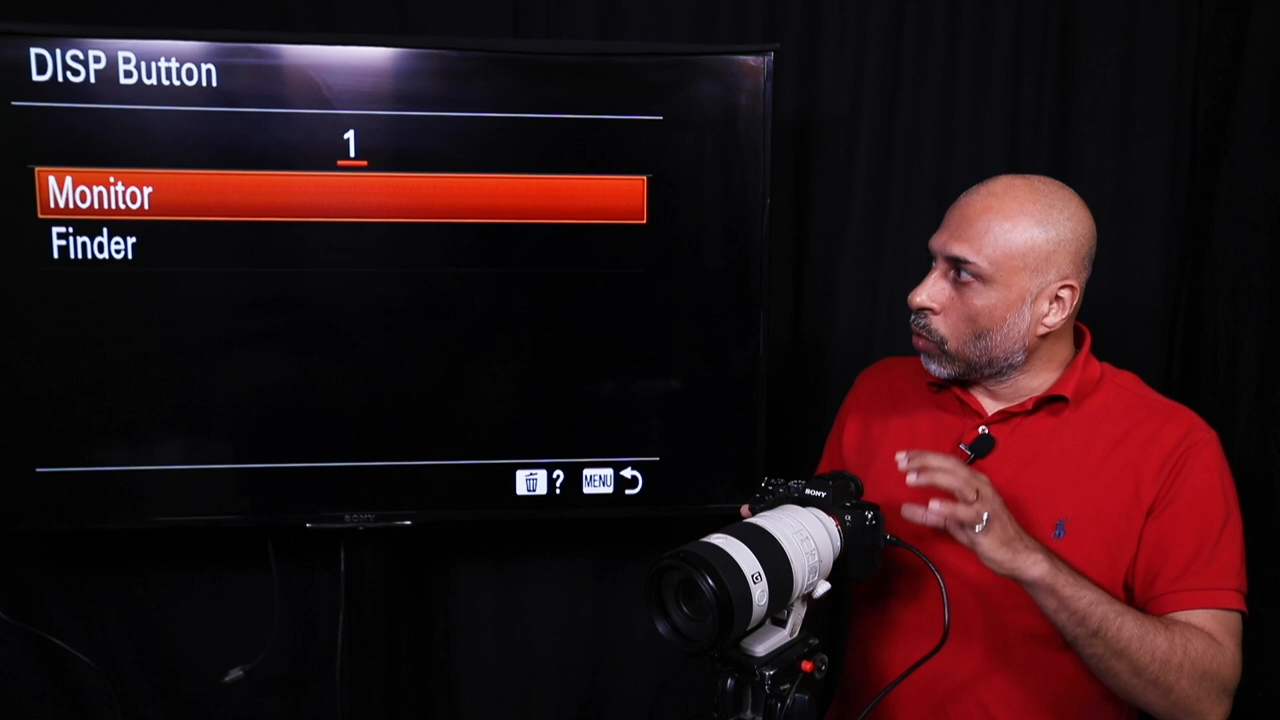 DISP Button
1
Monitor
Finder
? MENU
SONY
SONY
α
G